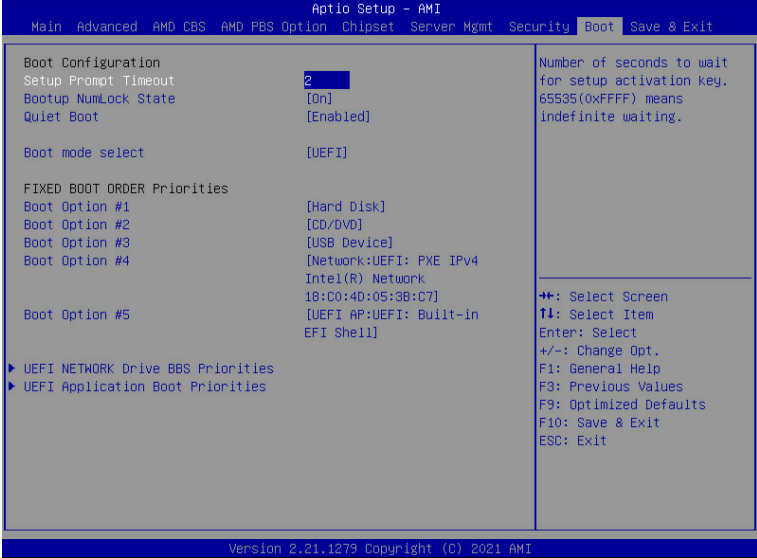 Aptio Setup – AMI
Main Advanced AMD CBS AMD PBS Option Chipset Server Mgmt Security Boot Save & Exit
Boot Configuration
Setup Prompt Timeout 2
Bootup NumLock State [On]
Quiet Boot [Enabled]
Boot mode select [UEFI]
FIXED BOOT ORDER Priorities
Boot Option #1 [Hard Disk]
Boot Option #2 [CD/DVD]
Boot Option #3 [USB Device]
Boot Option #4 [Network:UEFI: PXE IPv4
Intel(R) Network
18:C0:4D:05:3B:C7]
Boot Option #5 [UEFI AP:UEFI: Built-in
EFI Shell]
UEFI NETWORK Drive BBS Priorities
UEFI Application Boot Priorities
Number of seconds to wait
for setup activation key.
65535(0xFFFF) means
indefinite waiting.
→←: Select Screen
↑↓: Select Item
Enter: Select
+/-: Change Opt.
F1: General Help
F3: Previous Values
F9: Optimized Defaults
F10: Save & Exit
ESC: Exit
Version 2.21.1279 Copyright (C) 2021 AMI